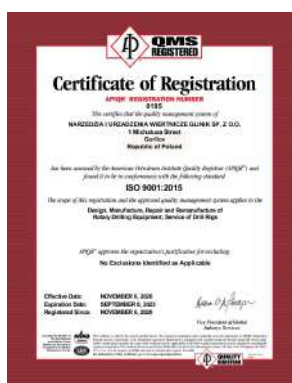 QMS
REGISTERED
Certificate of Registration
APIQR® REGISTRATION NUMBER
0195
This certifies that the quality management system of
NARZEDZIA I URZADZENIA WIERTNICZE GLINIK SP. Z O.O.
1 Michalusa Street
Gorlice
Republic of Poland
has been assessed by the American Petroleum Institute Quality Registrar (APIQR®) and
found it to be in conformance with the following standard
ISO 9001:2015
The scope of this registration and the approved quality management system applies to the
Design, Manufacture, Repair and Remanufacture of
Rotary Drilling Equipment; Service of Drill Rigs
APIQR® approves the organization's justification for excluding
No Exclusions Identified as Applicable
Effective Date: NOVEMBER 6, 2020
Expiration Date: SEPTEMBER 8, 2023
Registered Since: NOVEMBER 6, 2020
Vice President of Global
Industry Services
QUALITY
REGISTRAR